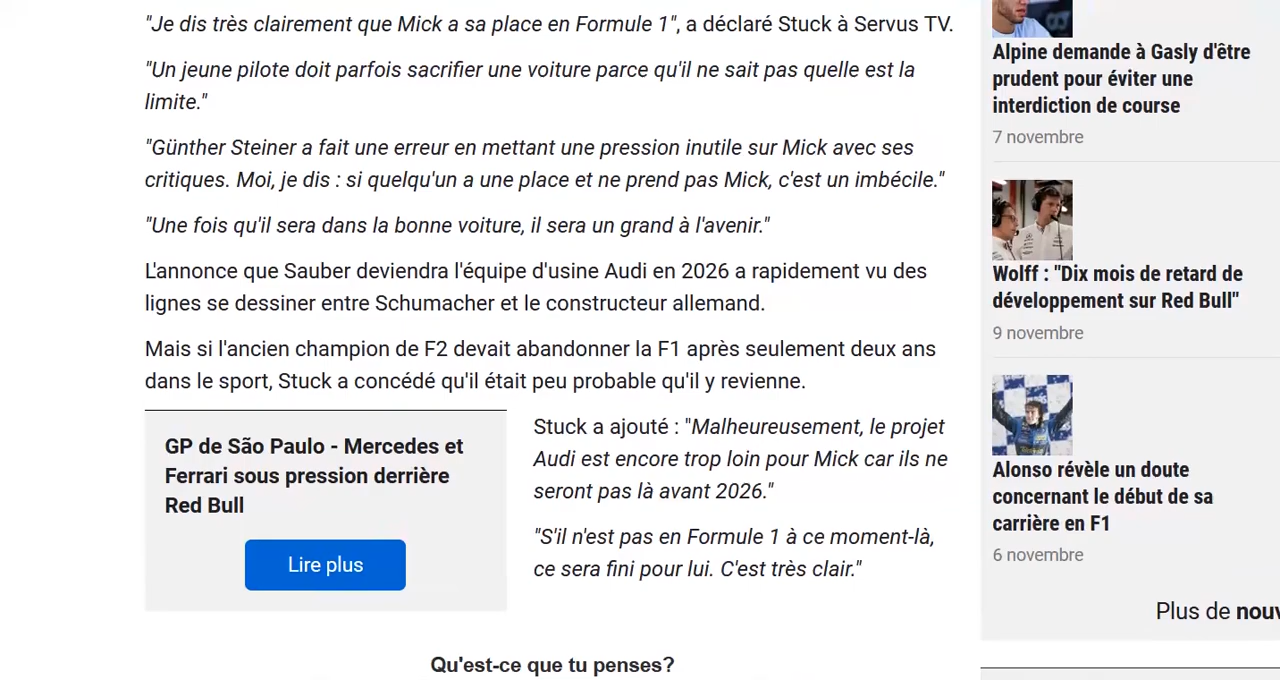 "Je dis très clairement que Mick a sa place en Formule 1", a déclaré Stuck à Servus TV.
"Un jeune pilote doit parfois sacrifier une voiture parce qu'il ne sait pas quelle est la
limite."
"Günther Steiner a fait une erreur en mettant une pression inutile sur Mick avec ses
critiques. Moi, je dis : si quelqu'un a une place et ne prend pas Mick, c'est un imbécile."
"Une fois qu'il sera dans la bonne voiture, il sera un grand à l'avenir."
L'annonce que Sauber deviendra l'équipe d'usine Audi en 2026 a rapidement vu des
lignes se dessiner entre Schumacher et le constructeur allemand.
Mais si l'ancien champion de F2 devait abandonner la F1 après seulement deux ans
dans le sport, Stuck a concédé qu'il était peu probable qu'il y revienne.
GP de São Paulo - Mercedes et
Ferrari sous pression derrière
Red Bull
Lire plus
Stuck a ajouté : "Malheureusement, le projet
Audi est encore trop loin pour Mick car ils ne
seront pas là avant 2026."
"S'il n'est pas en Formule 1 à ce moment-là,
ce sera fini pour lui. C'est très clair."
Qu'est-ce que tu penses?
Alpine demande à Gasly d'être
prudent pour éviter une
interdiction de course
7 novembre
Wolff : "Dix mois de retard de
développement sur Red Bull"
9 novembre
Alonso révèle un doute
concernant le début de sa
carrière en F1
6 novembre
Plus de nouv